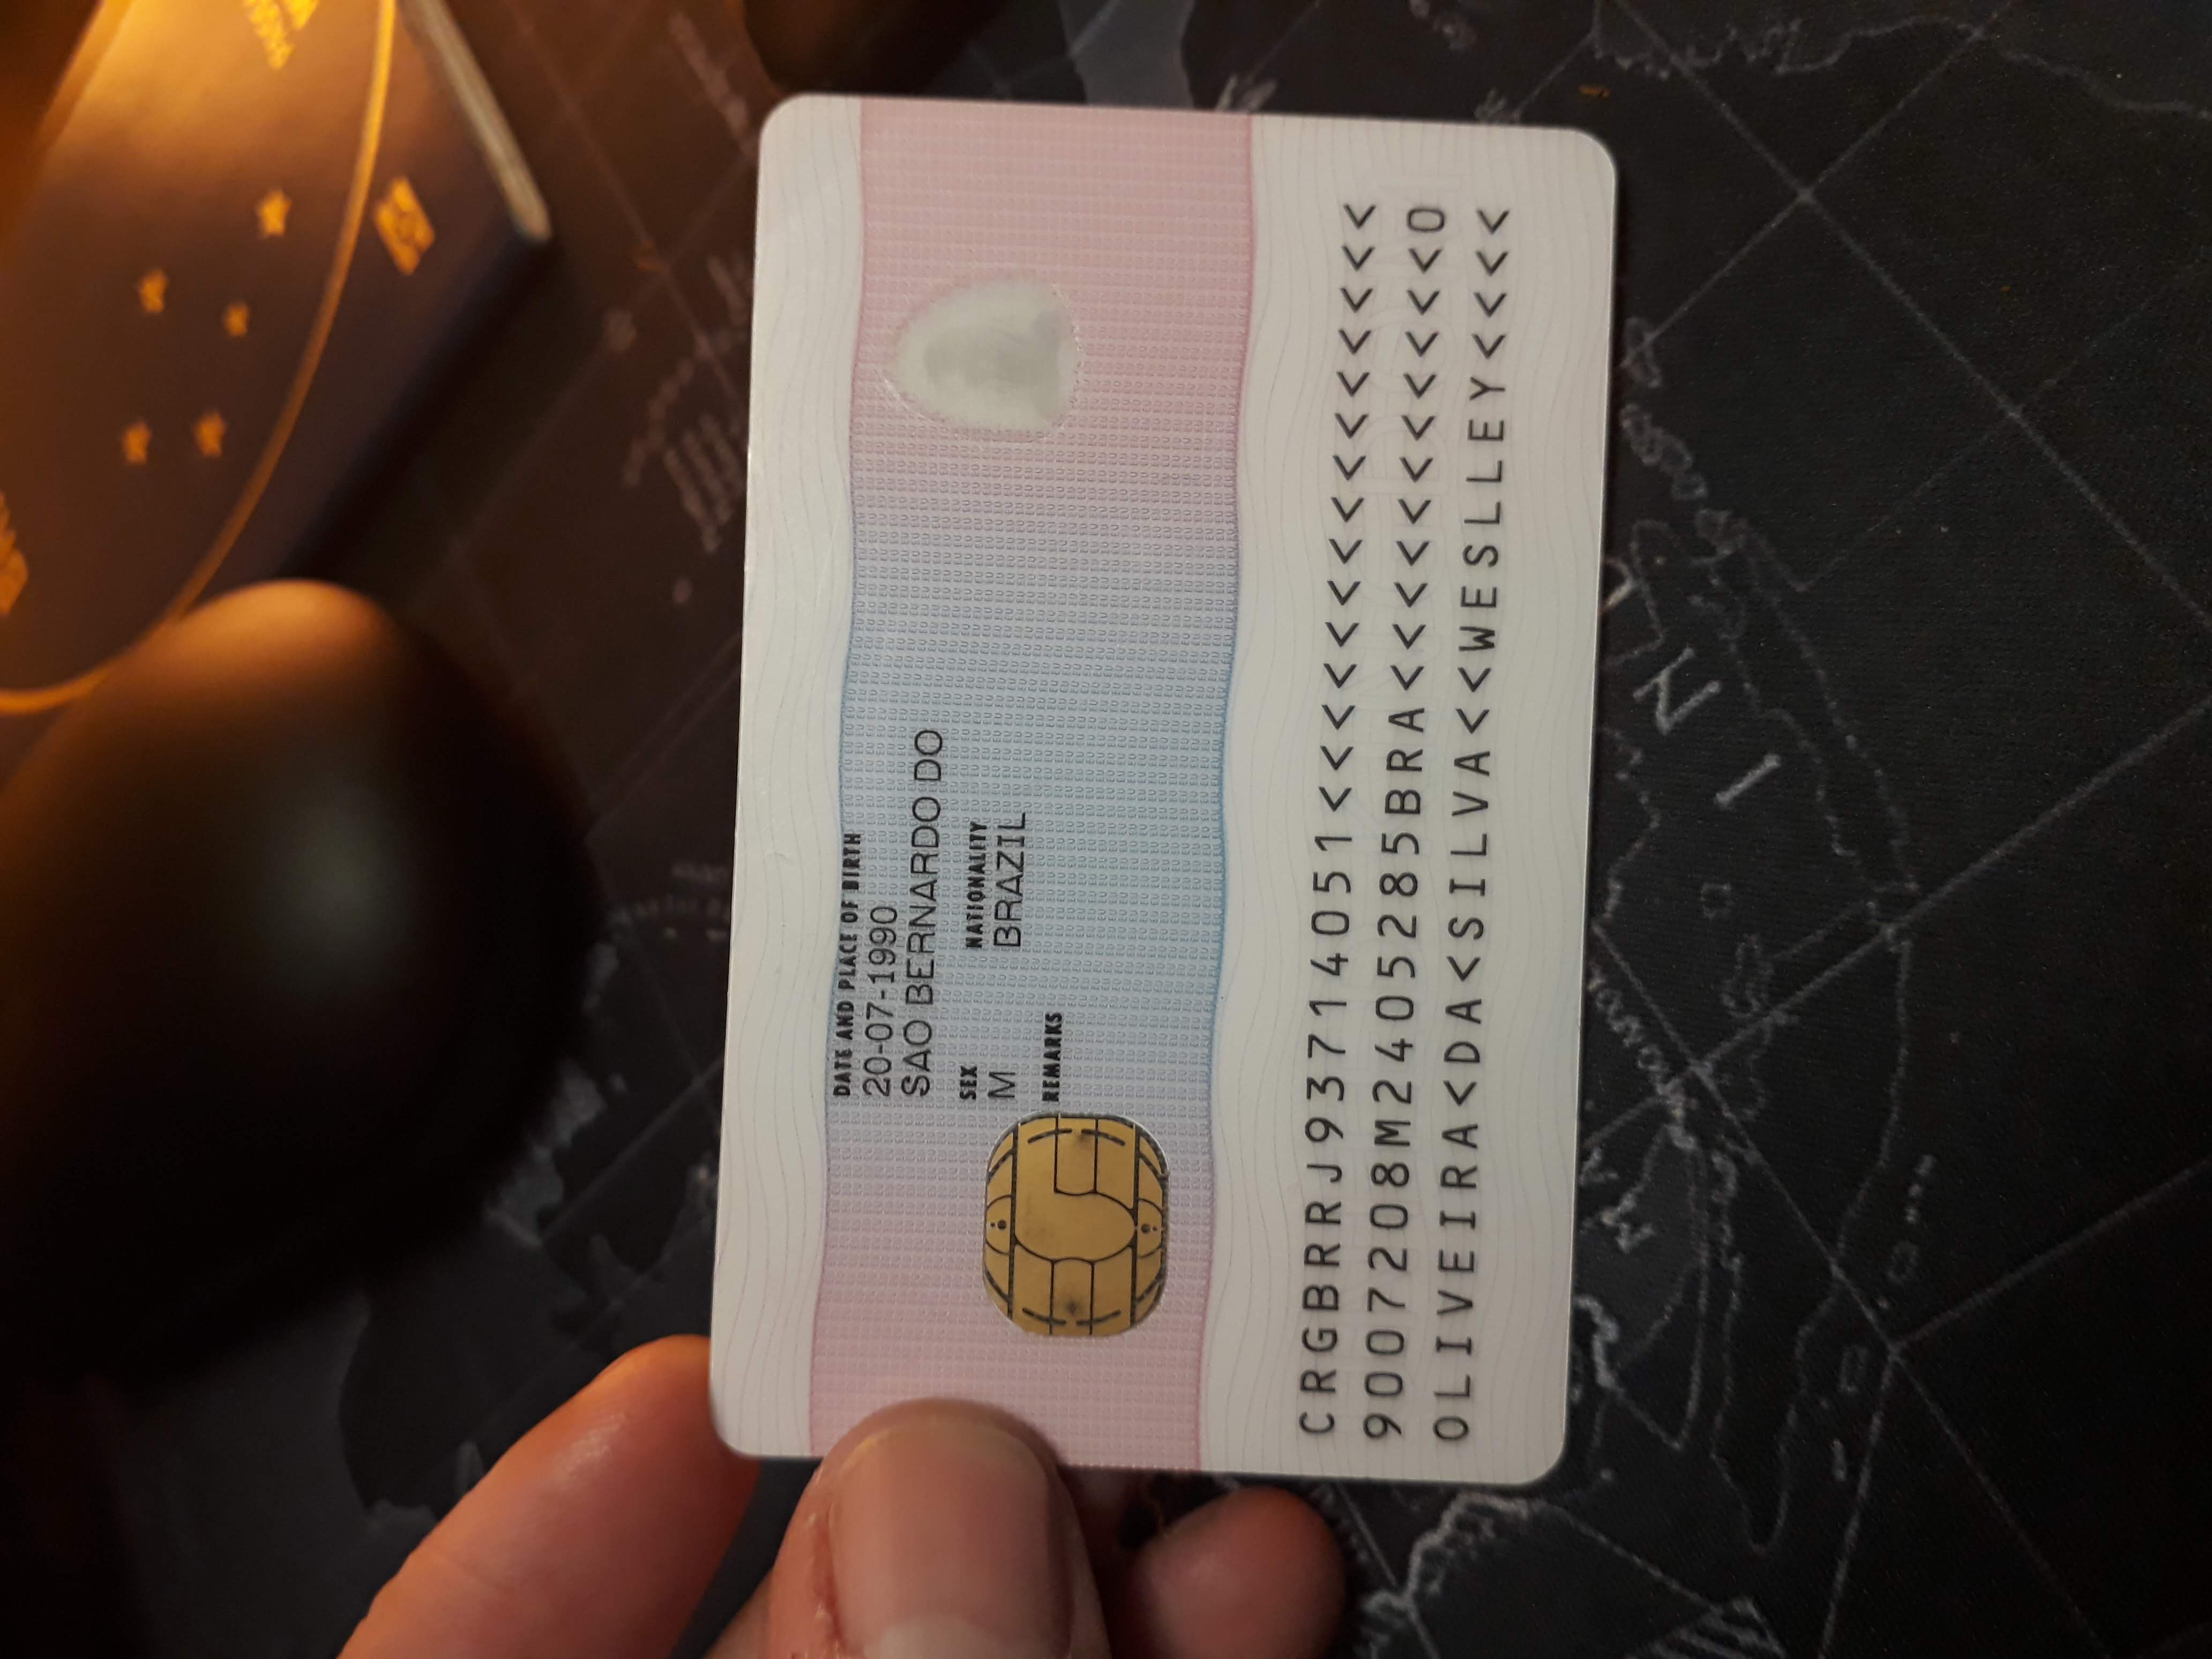 DATE AND PLACE OF BIRTH
20-07-1990
SAO BERNARDO DO
SEX NATIONALITY
M BRAZIL
REMARKS
CRGBRRJ93714051<<<<<<<<<<<<<<<
9007208M2405285BRA<<<<<<<<<<<0
OLIVEIRA<DA<SILVA<<WESLLEY<<<<